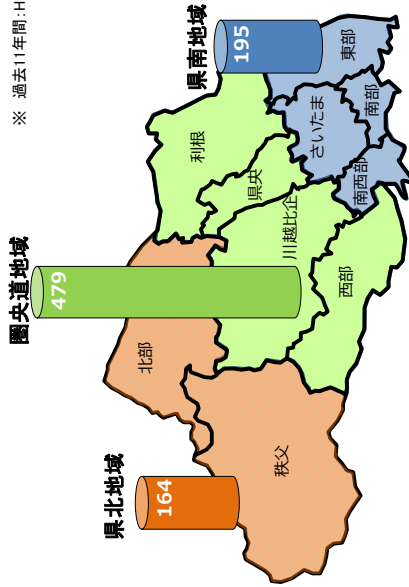 ※ 過去11年間:H
県南地域
195
圏央道地域
479
県北地域
164
東部
南部
さいたま
南西部
利根
県央
川越比企
西部
北部
秩父